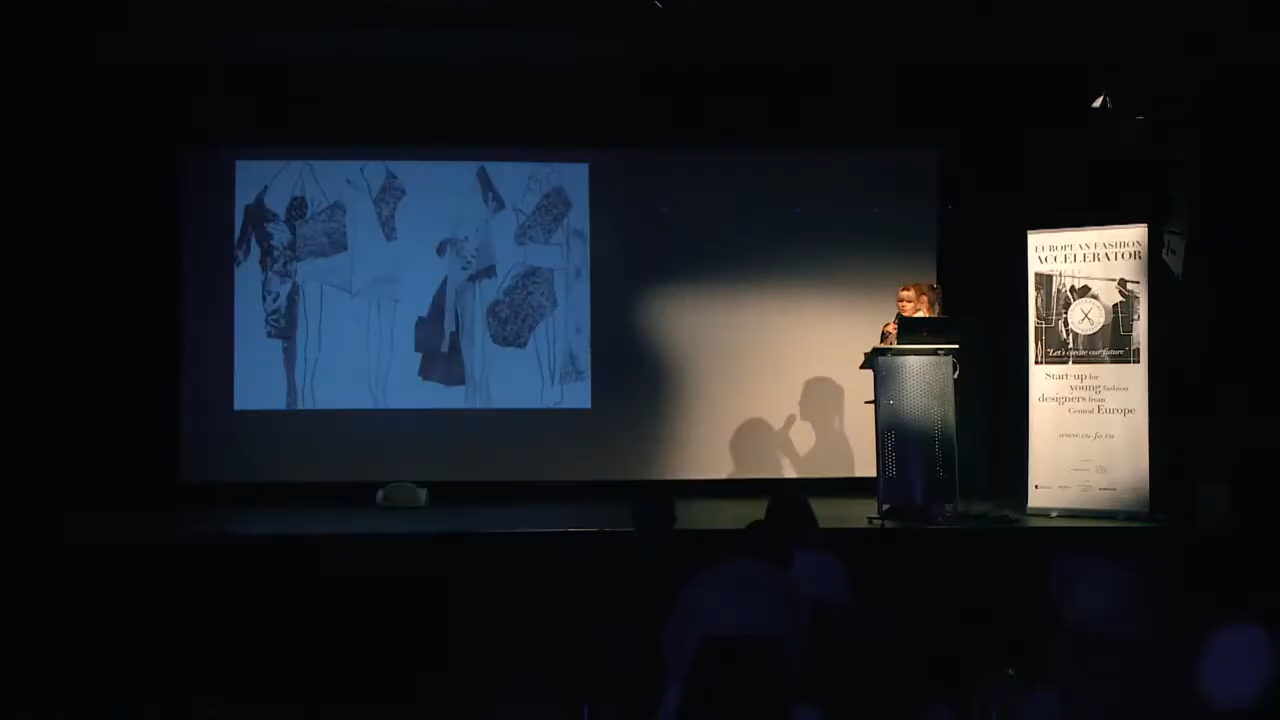 EUROPEAN FASHION
ACCELERATOR
"Let's create our future"
Start-up for
young fashion
designers from
Central Europe